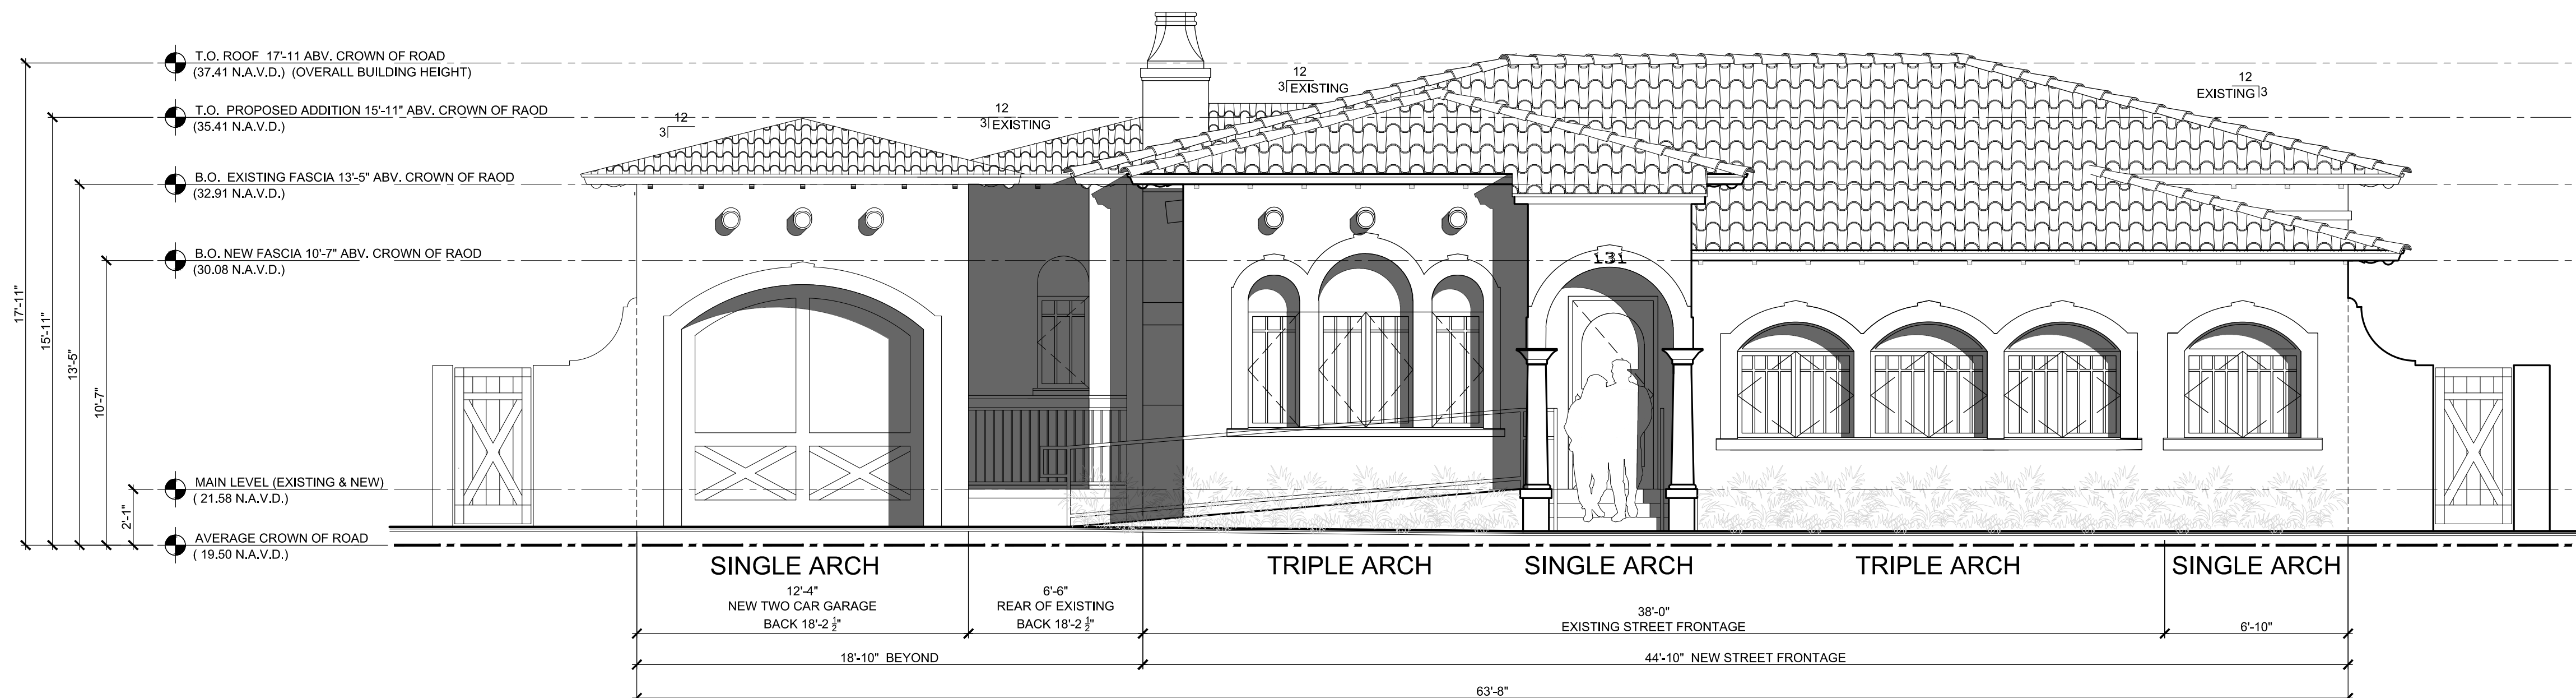 T.O. ROOF 17'-11 ABV. CROWN OF ROAD
(37.41 N.A.V.D.) (OVERALL BUILDING HEIGHT)
T.O. PROPOSED ADDITION 15'-11" ABV. CROWN OF RAOD
(35.41 N.A.V.D.)
B.O. EXISTING FASCIA 13'-5" ABV. CROWN OF RAOD
(32.91 N.A.V.D.)
B.O. NEW FASCIA 10'-7" ABV. CROWN OF RAOD
(30.08 N.A.V.D.)
MAIN LEVEL (EXISTING & NEW)
( 21.58 N.A.V.D.)
AVERAGE CROWN OF ROAD
( 19.50 N.A.V.D.)
17'-11"
15'-11"
13'-5"
10'-7"
2'-1"
12
3
12
3 EXISTING
12
3 EXISTING
12
EXISTING 3
131
SINGLE ARCH
TRIPLE ARCH
SINGLE ARCH
TRIPLE ARCH
SINGLE ARCH
12'-4"
NEW TWO CAR GARAGE
BACK 18'-2 ½"
6'-6"
REAR OF EXISTING
BACK 18'-2 ½"
38'-0"
EXISTING STREET FRONTAGE
6'-10"
18'-10" BEYOND
44'-10" NEW STREET FRONTAGE
63'-8"